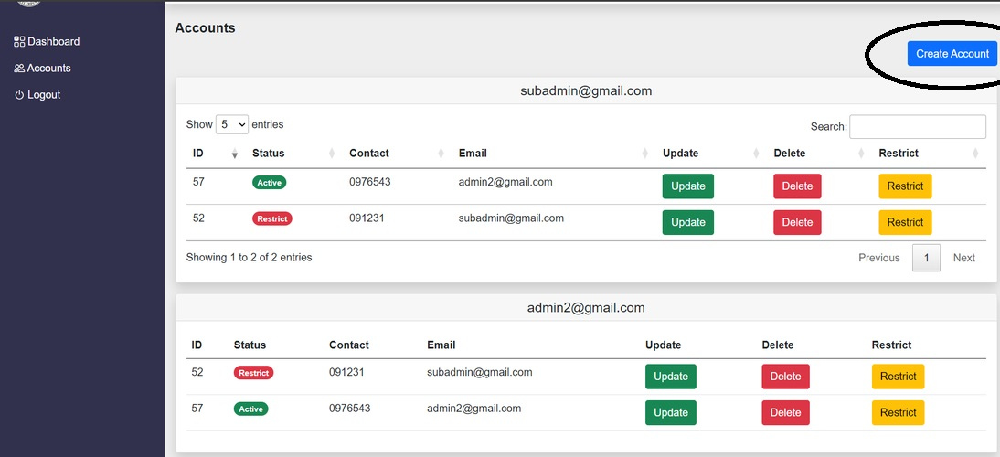 Dashboard
Accounts
Logout
Accounts
Create Account
subadmin@gmail.com
Show 5 entries
Search:
ID Status Contact Email Update Delete Restrict
57 Active 0976543 admin2@gmail.com Update Delete Restrict
52 Restrict 091231 subadmin@gmail.com Update Delete Restrict
Showing 1 to 2 of 2 entries
Previous 1 Next
admin2@gmail.com
ID Status Contact Email Update Delete Restrict
52 Restrict 091231 subadmin@gmail.com Update Delete Restrict
57 Active 0976543 admin2@gmail.com Update Delete Restrict